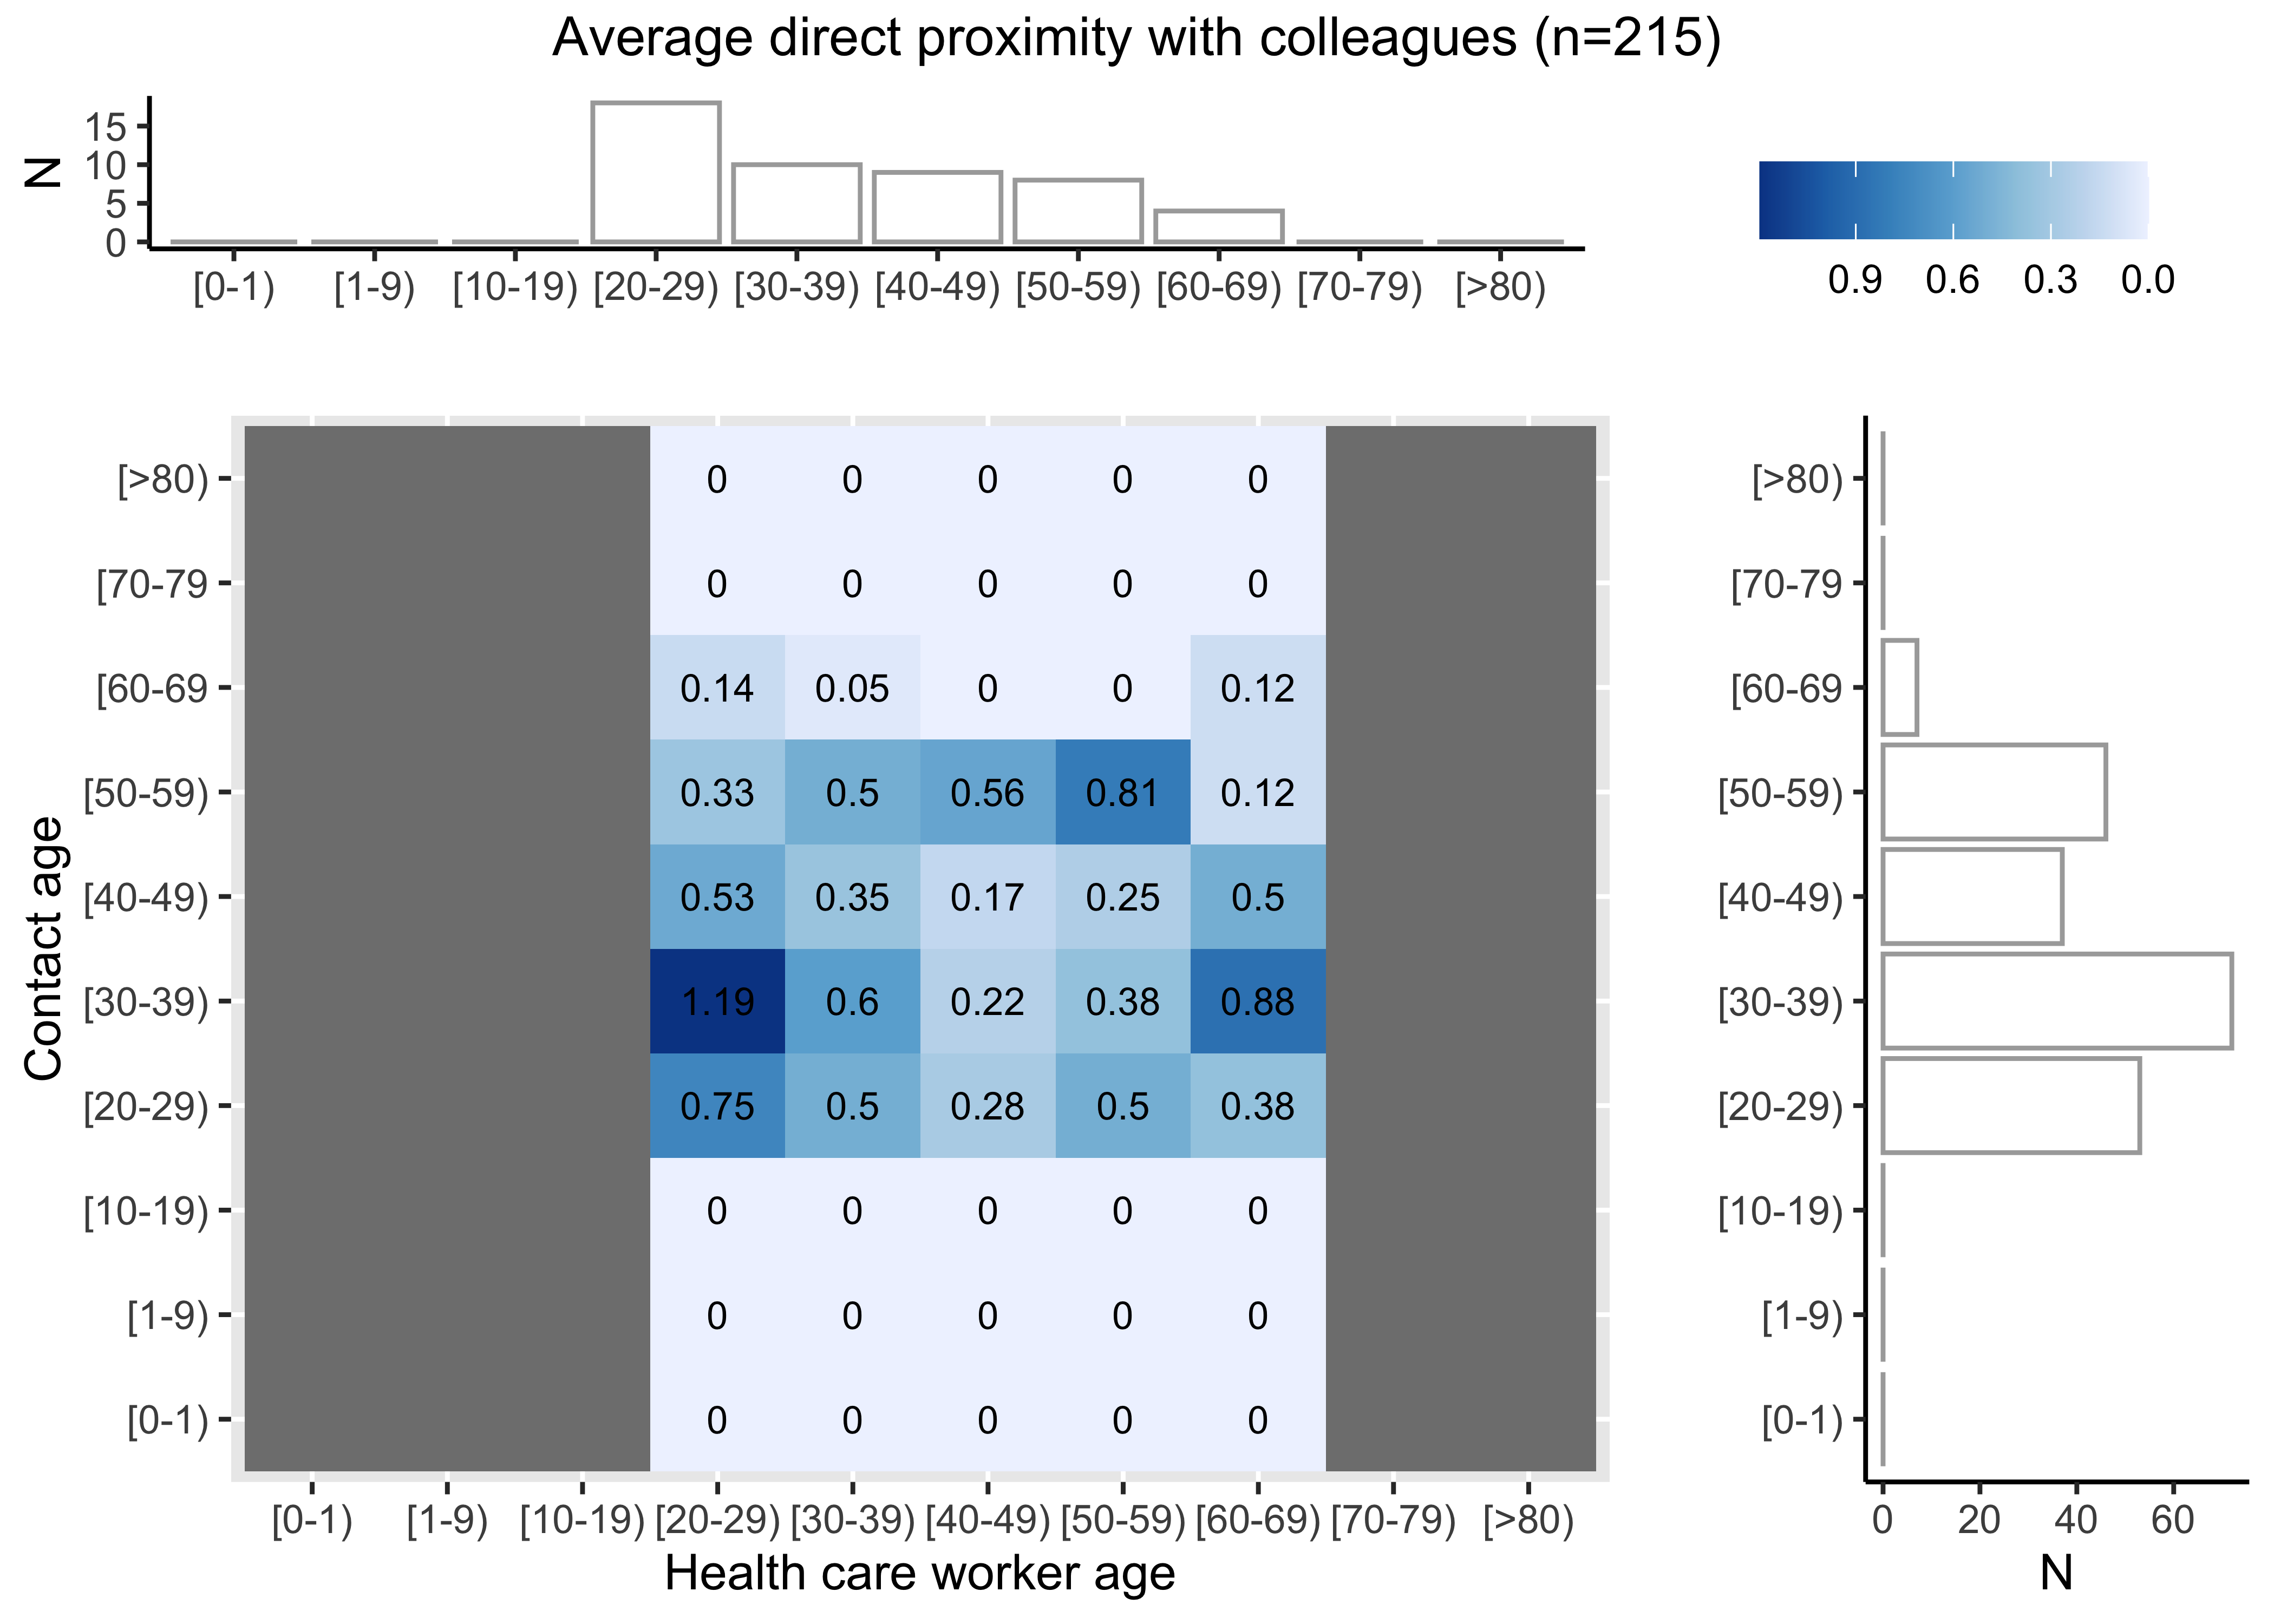 Average direct proximity with colleagues (n=215)
N
15
10
5
0
[0-1) [1-9) [10-19) [20-29) [30-39) [40-49) [50-59) [60-69) [70-79) [>80)
0.9 0.6 0.3 0.0
Contact age
[>80) 0 0 0 0 0
[70-79 0 0 0 0 0
[60-69 0.14 0.05 0 0 0.12
[50-59) 0.33 0.5 0.56 0.81 0.12
[40-49) 0.53 0.35 0.17 0.25 0.5
[30-39) 1.19 0.6 0.22 0.38 0.88
[20-29) 0.75 0.5 0.28 0.5 0.38
[10-19) 0 0 0 0 0
[1-9) 0 0 0 0 0
[0-1) 0 0 0 0 0
[0-1) [1-9) [10-19) [20-29) [30-39) [40-49) [50-59) [60-69) [70-79) [>80)
Health care worker age
[>80)
[70-79
[60-69
[50-59)
[40-49)
[30-39)
[20-29)
[10-19)
[1-9)
[0-1)
0 20 40 60
N